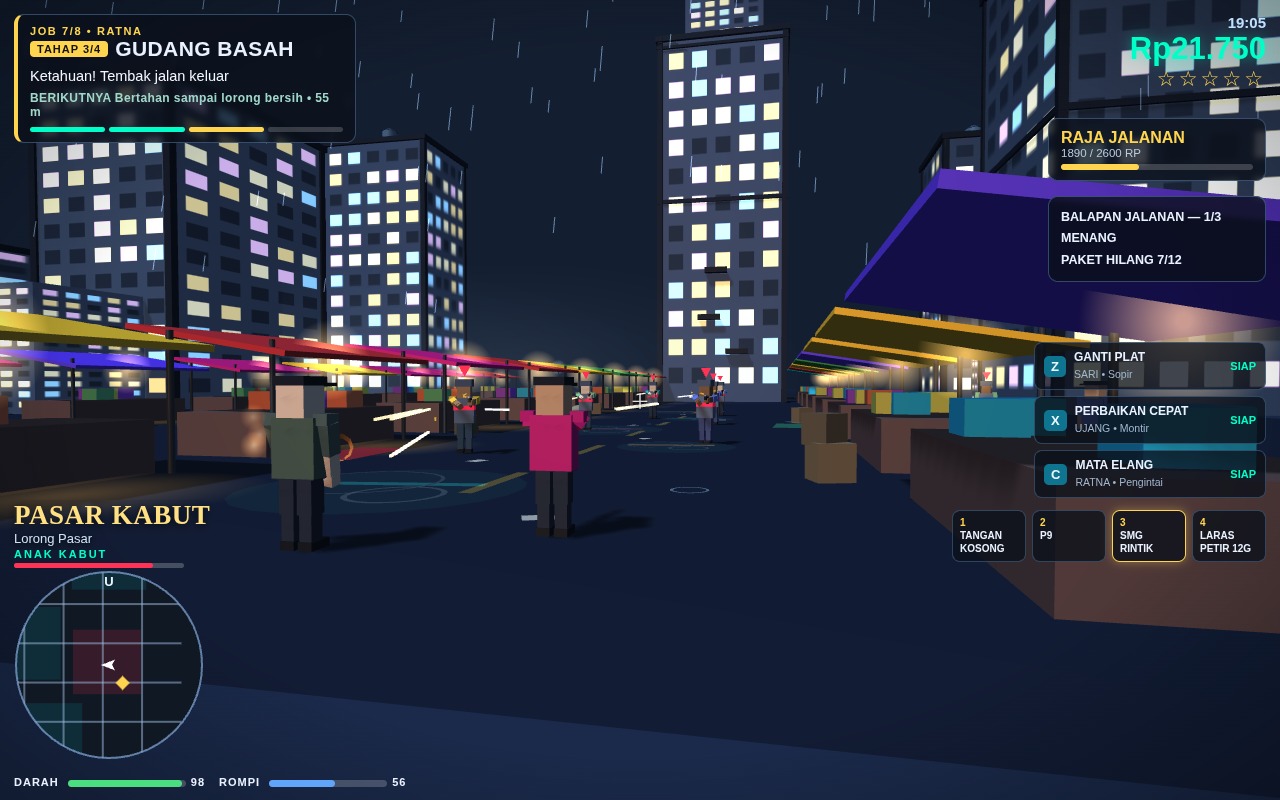 JOB 7/8 • RATNA
TAHAP 3/4 GUDANG BASAH
Ketahuan! Tembak jalan keluar
BERIKUTNYA Bertahan sampai lorong bersih • 55
m
19:05
Rp21.750
RAJA JALANAN
1890 / 2600 RP
BALAPAN JALANAN — 1/3
MENANG
PAKET HILANG 7/12
Z GANTI PLAT SIAP
SARI • Sopir
X PERBAIKAN CEPAT SIAP
UJANG • Montir
C MATA ELANG SIAP
RATNA • Pengintai
1 TANGAN KOSONG
2 P9
3 SMG RINTIK
4 LARAS PETIR 12G
PASAR KABUT
Lorong Pasar
ANAK KABUT
U
DARAH 98 ROMPI 56